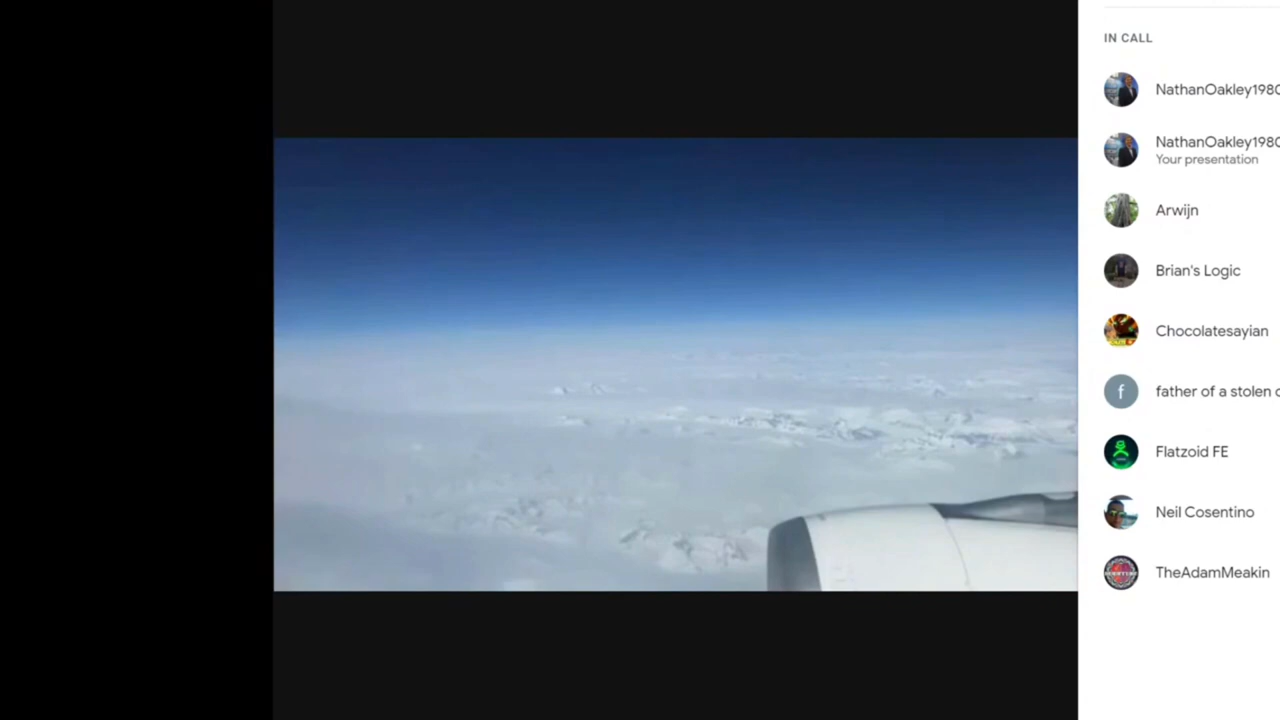 IN CALL
NathanOakley1980
NathanOakley1980
Your presentation
Arwijn
Brian's Logic
Chocolatesayian
f
father of a stolen
Flatzoid FE
Neil Cosentino
TheAdamMeakin